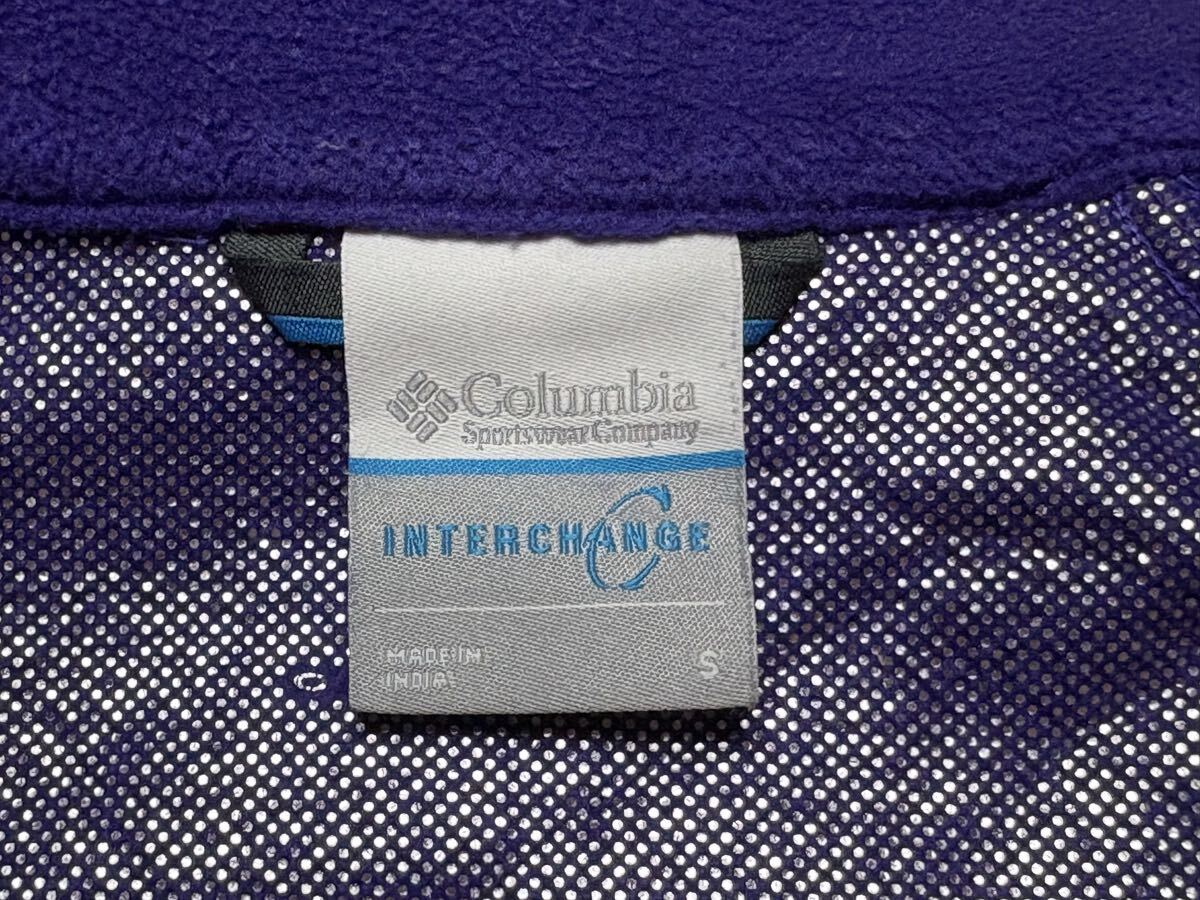 Columbia
Sportswear Company
INTERCHANGE
MADE IN
INDIA
S